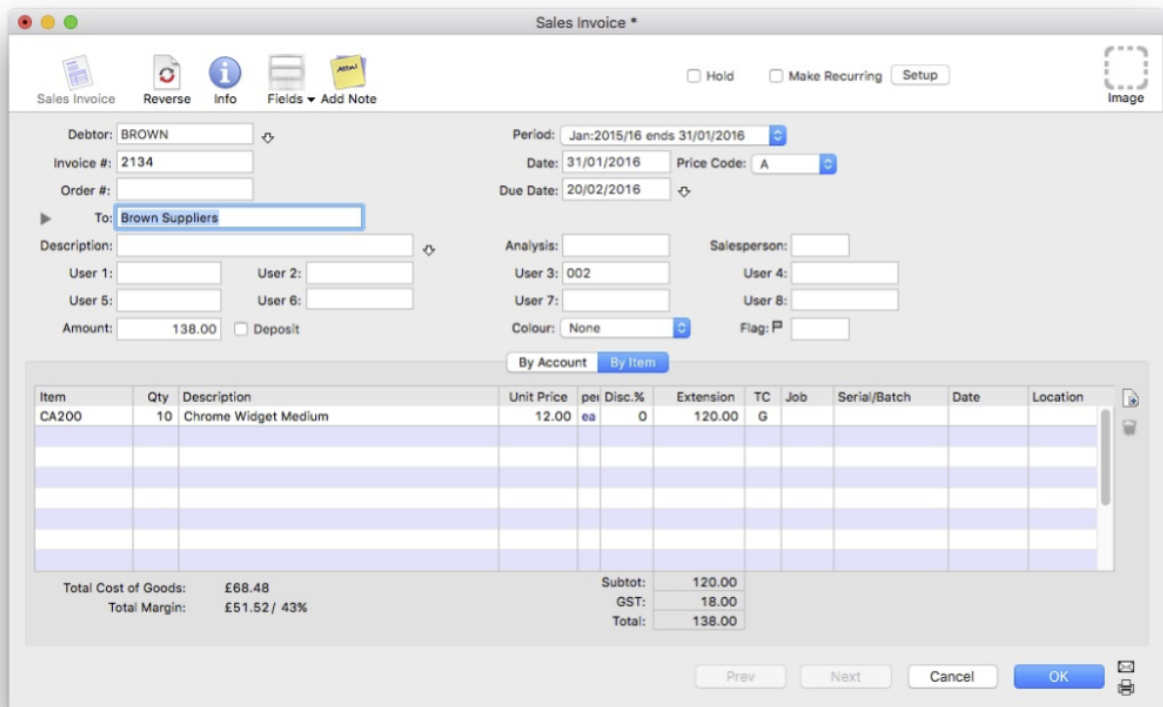 Sales Invoice *
Sales Invoice Reverse Info Fields Add Note Hold Make Recurring Setup Image
Debtor: BROWN Period: Jan:2015/16 ends 31/01/2016
Invoice #: 2134 Date: 31/01/2016 Price Code: A
Order #: Due Date: 20/02/2016
To: Brown Suppliers
Description: Analysis: Salesperson:
User 1: User 2: User 3: 002 User 4:
User 5: User 6: User 7: User 8:
Amount: 138.00 Deposit Colour: None Flag:
By Account By Item
Item Qty Description Unit Price per Disc.% Extension TC Job Serial/Batch Date Location
CA200 10 Chrome Widget Medium 12.00 ea 0 120.00 G
Total Cost of Goods: £68.48 Subtot: 120.00
Total Margin: £51.52/ 43% GST: 18.00
Total: 138.00
Prev Next Cancel OK